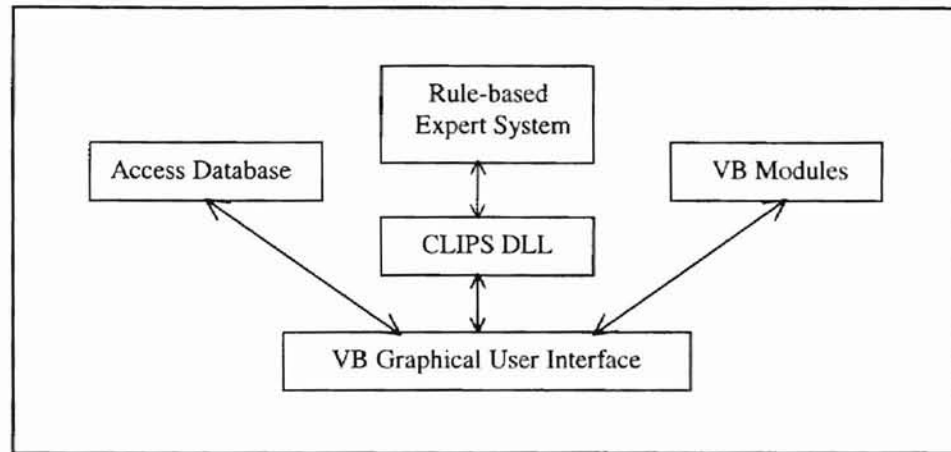 Rule-based
Expert System
Access Database
VB Modules
CLIPS DLL
VB Graphical User Interface